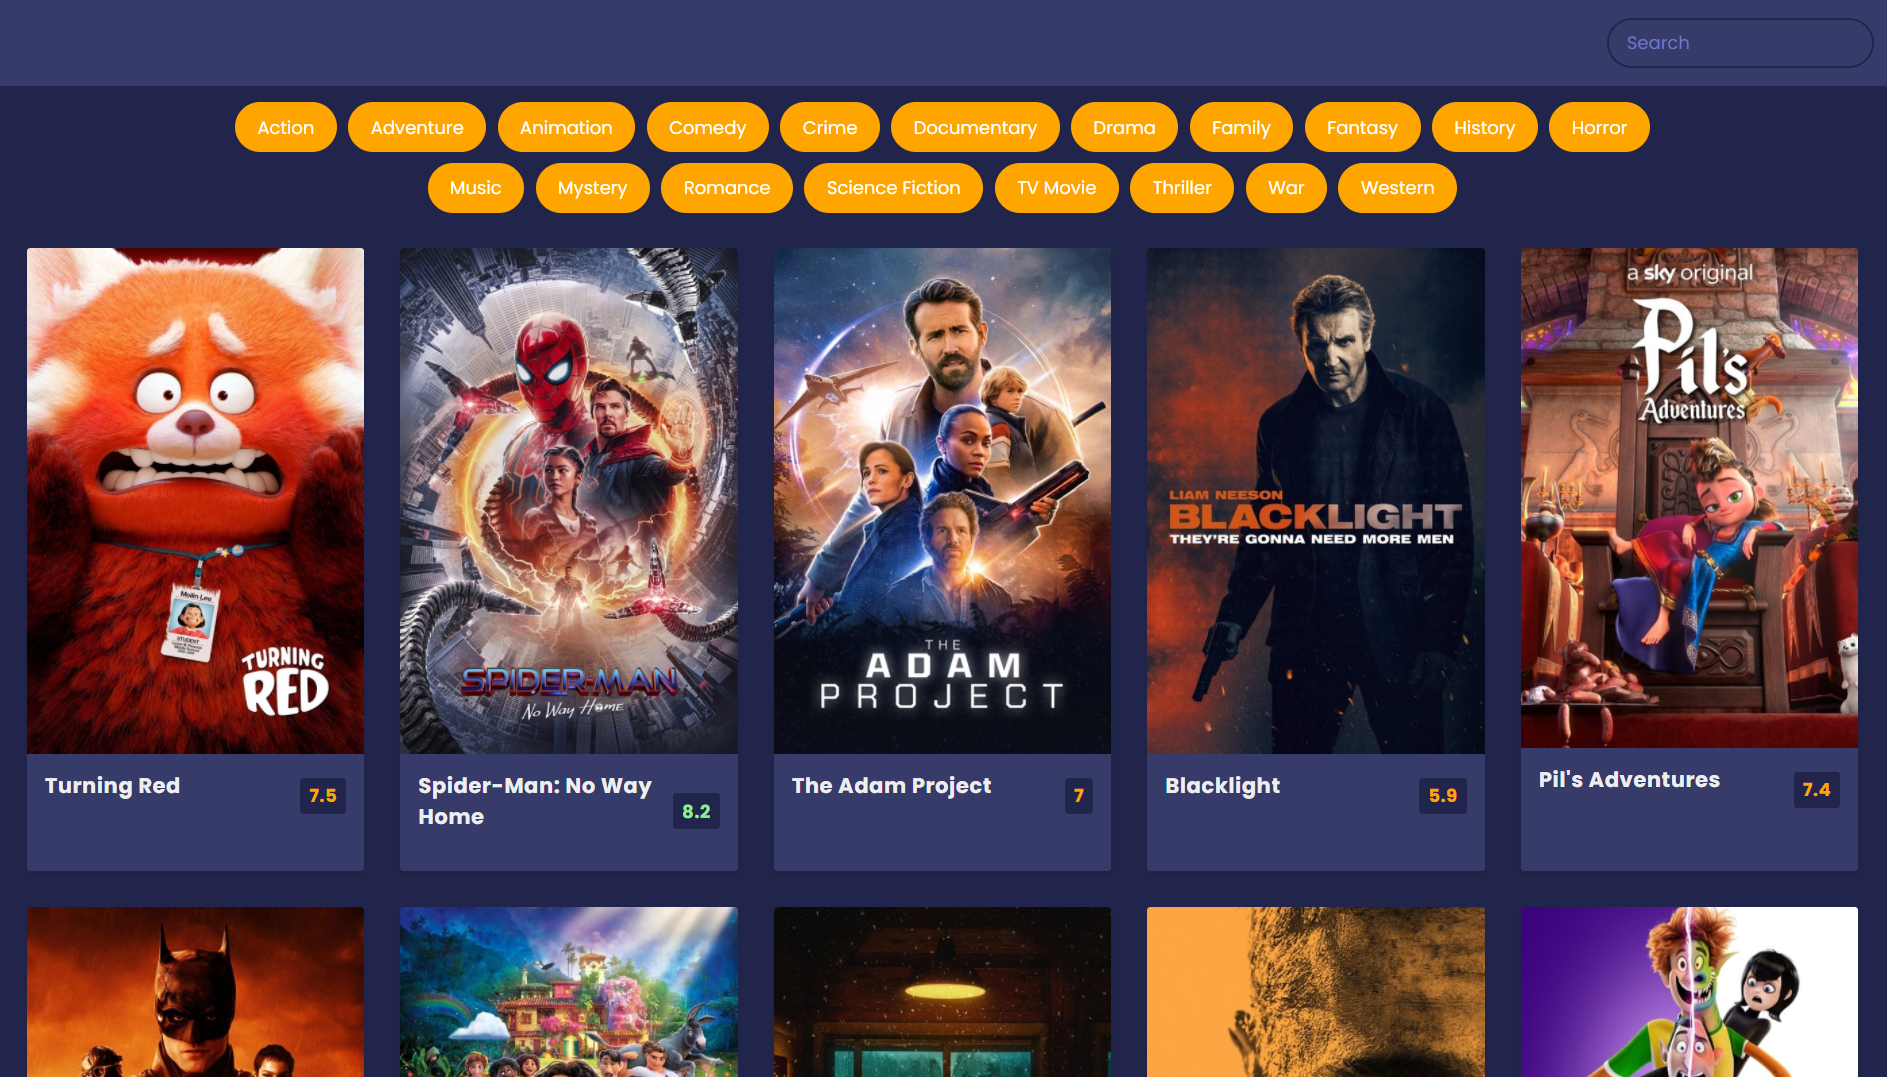 Search
Action Adventure Animation Comedy Crime Documentary Drama Family Fantasy History Horror
Music Mystery Romance Science Fiction TV Movie Thriller War Western
Meilin Lee
STUDENT
TURNING
RED
SPIDER-MAN
No Way Home
THE
ADAM
PROJECT
LIAM NEESON
BLACKLIGHT
THEY'RE GONNA NEED MORE MEN
a sky original
Pil's
Adventures
Turning Red
7.5
Spider-Man: No Way
Home
8.2
The Adam Project
7
Blacklight
5.9
Pil's Adventures
7.4